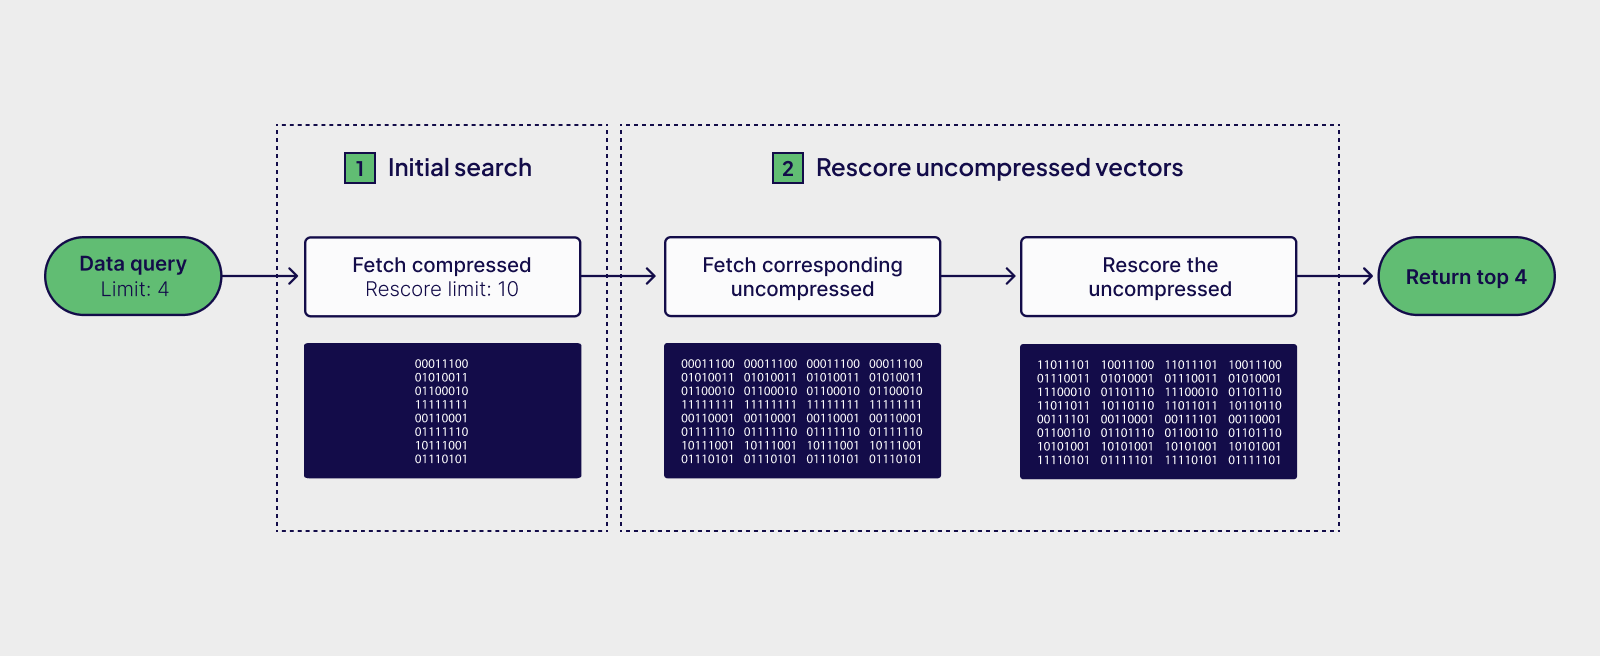 1 Initial search
2 Rescore uncompressed vectors
Data query
Limit: 4
Fetch compressed
Rescore limit: 10
Fetch corresponding
uncompressed
Rescore the
uncompressed
Return top 4
00011100
01010011
01100010
11111111
00110001
01111110
10111001
01110101
00011100 00011100 00011100 00011100
01010011 01010011 01010011 01010011
01100010 01100010 01100010 01100010
11111111 11111111 11111111 11111111
00110001 00110001 00110001 00110001
01111110 01111110 01111110 01111110
10111001 10111001 10111001 10111001
01110101 01110101 01110101 01110101
11011101 10011100 11011101 10011100
01110011 01010001 01110011 01010001
11100010 01101110 11100010 01101110
11011011 10110110 11011011 10110110
00111101 00110001 00111101 00110001
01100110 01101110 01100110 01101110
10101001 10101001 10101001 10101001
11110101 01111101 11110101 01111101